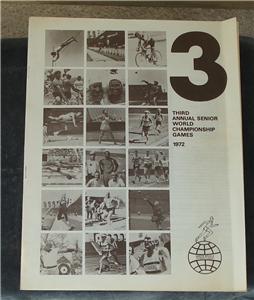 3
THIRD
ANNUAL SENIOR
WORLD
CHAMPIONSHIP
GAMES
1972